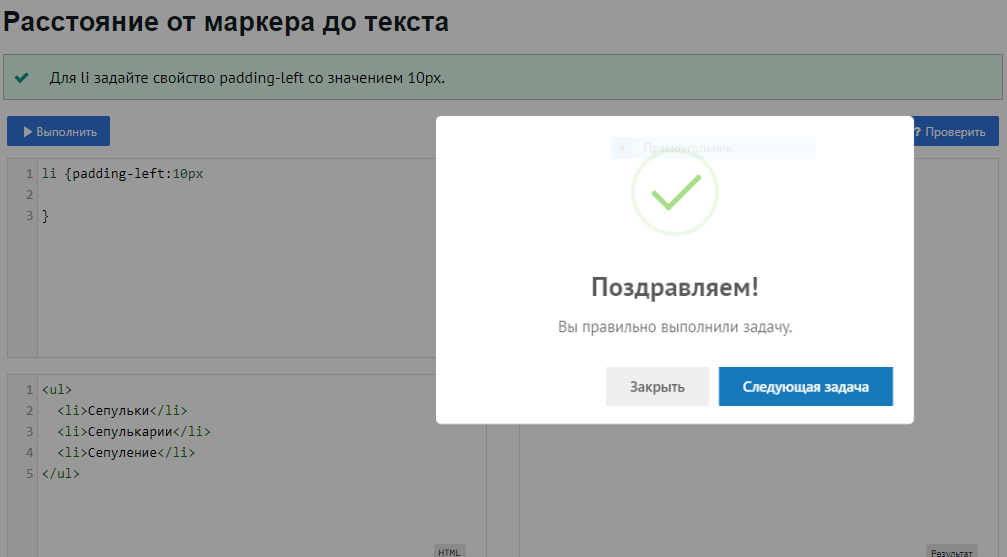 Расстояние от маркера до текста
Для li задайте свойство padding-left со значением 10px.
Выполнить
? Проверить
1 li {padding-left:10px
2
3 }
Прямоугольник
Поздравляем!
Вы правильно выполнили задачу.
Закрыть
Следующая задача
1 <ul>
2 <li>Сепульки</li>
3 <li>Сепулькарии</li>
4 <li>Сепуление</li>
5 </ul>
HTML
Результат